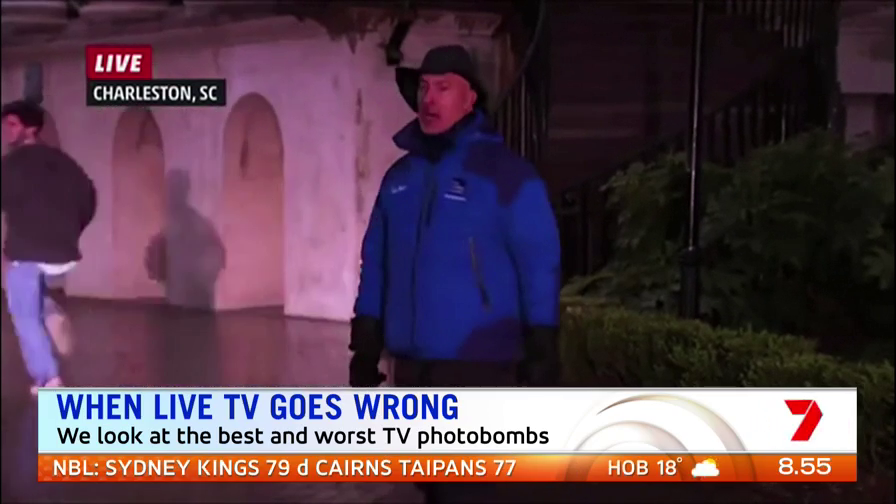 LIVE
CHARLESTON, SC
WHEN LIVE TV GOES WRONG
We look at the best and worst TV photobombs
NBL: SYDNEY KINGS 79 d CAIRNS TAIPANS 77 HOB 18° 8.55